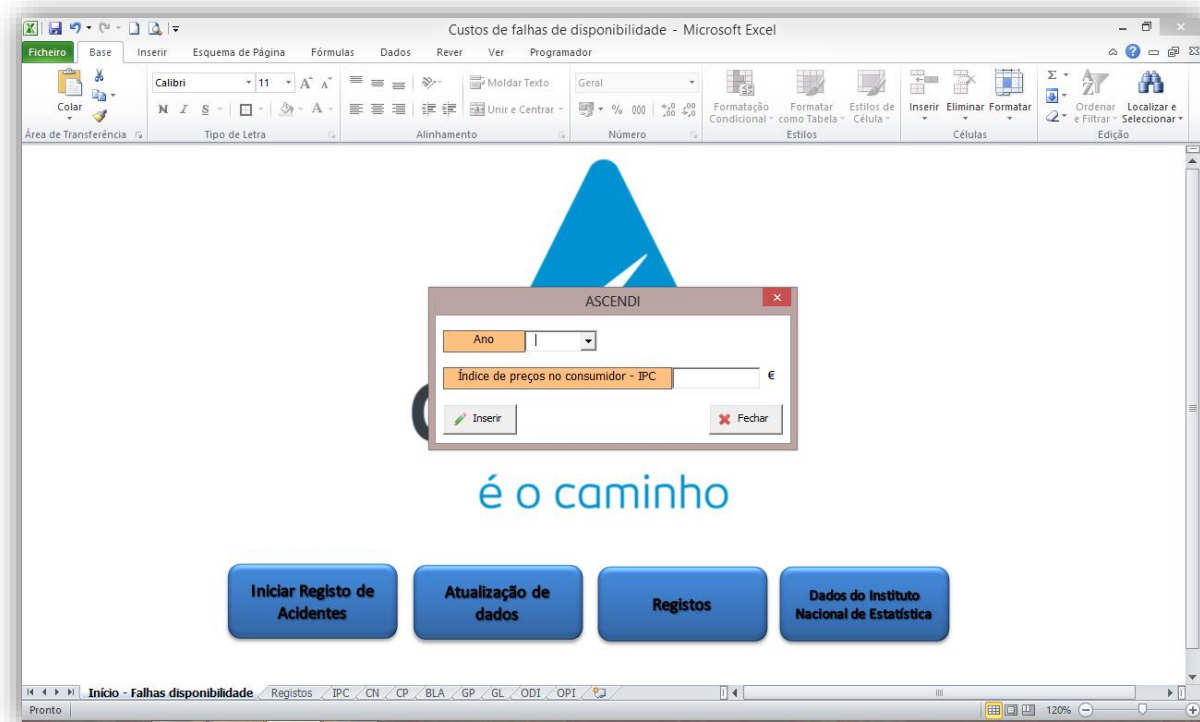 Custos de falhas de disponibilidade - Microsoft Excel
Ficheiro Base Inserir Esquema de Página Fórmulas Dados Rever Ver Programador
Calibri 11 A A Moldar Texto Geral
Colar N I S A Unir e Centrar % 000 Formatação Condicional Formatar como Tabela Estilos de Célula Inserir Eliminar Formatar Σ Ordenar e Filtrar Localizar e Seleccionar
Área de Transferência Tipo de Letra Alinhamento Número Estilos Células Edição
ASCENDI
Ano
Índice de preços no consumidor - IPC €
Inserir Fechar
é o caminho
Iniciar Registo de
Acidentes
Atualização de
dados
Registos
Dados do Instituto
Nacional de Estatística
Início - Falhas disponibilidade Registos IPC CN CP BLA GP GL ODI OPI
Pronto 120%